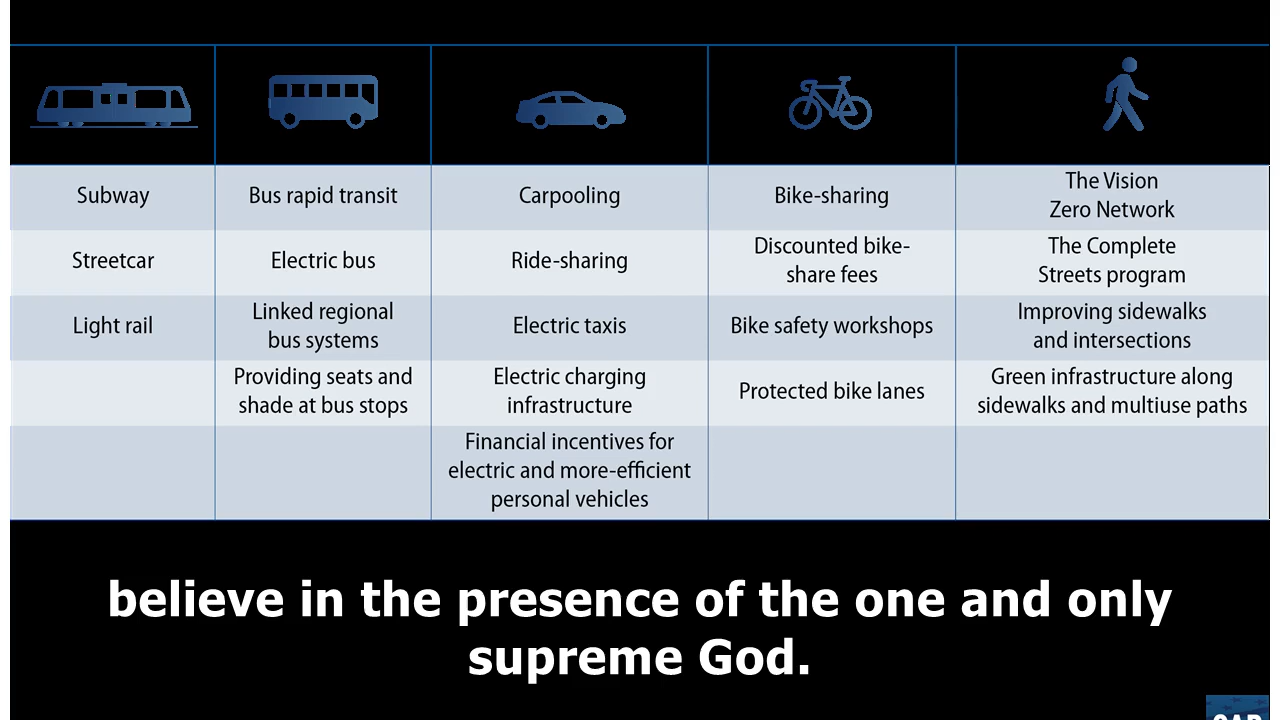 Subway
Bus rapid transit
Carpooling
Bike-sharing
The Vision
Zero Network
Streetcar
Electric bus
Ride-sharing
Discounted bike-
share fees
The Complete
Streets program
Light rail
Linked regional
bus systems
Electric taxis
Bike safety workshops
Improving sidewalks
and intersections
Providing seats and
shade at bus stops
Electric charging
infrastructure
Protected bike lanes
Green infrastructure along
sidewalks and multiuse paths
Financial incentives for
electric and more-efficient
personal vehicles
believe in the presence of the one and only
supreme God.